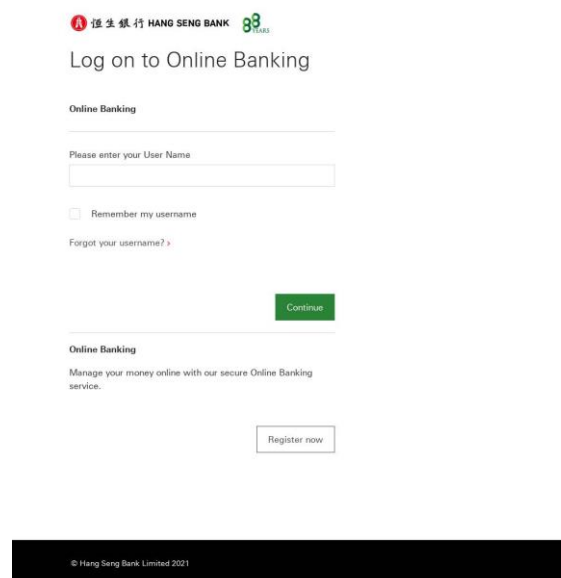 恒生銀行 HANG SENG BANK 88 YEARS
Log on to Online Banking
Online Banking
Please enter your User Name
Remember my username
Forgot your username? ›
Continue
Online Banking
Manage your money online with our secure Online Banking
service.
Register now
© Hang Seng Bank Limited 2021